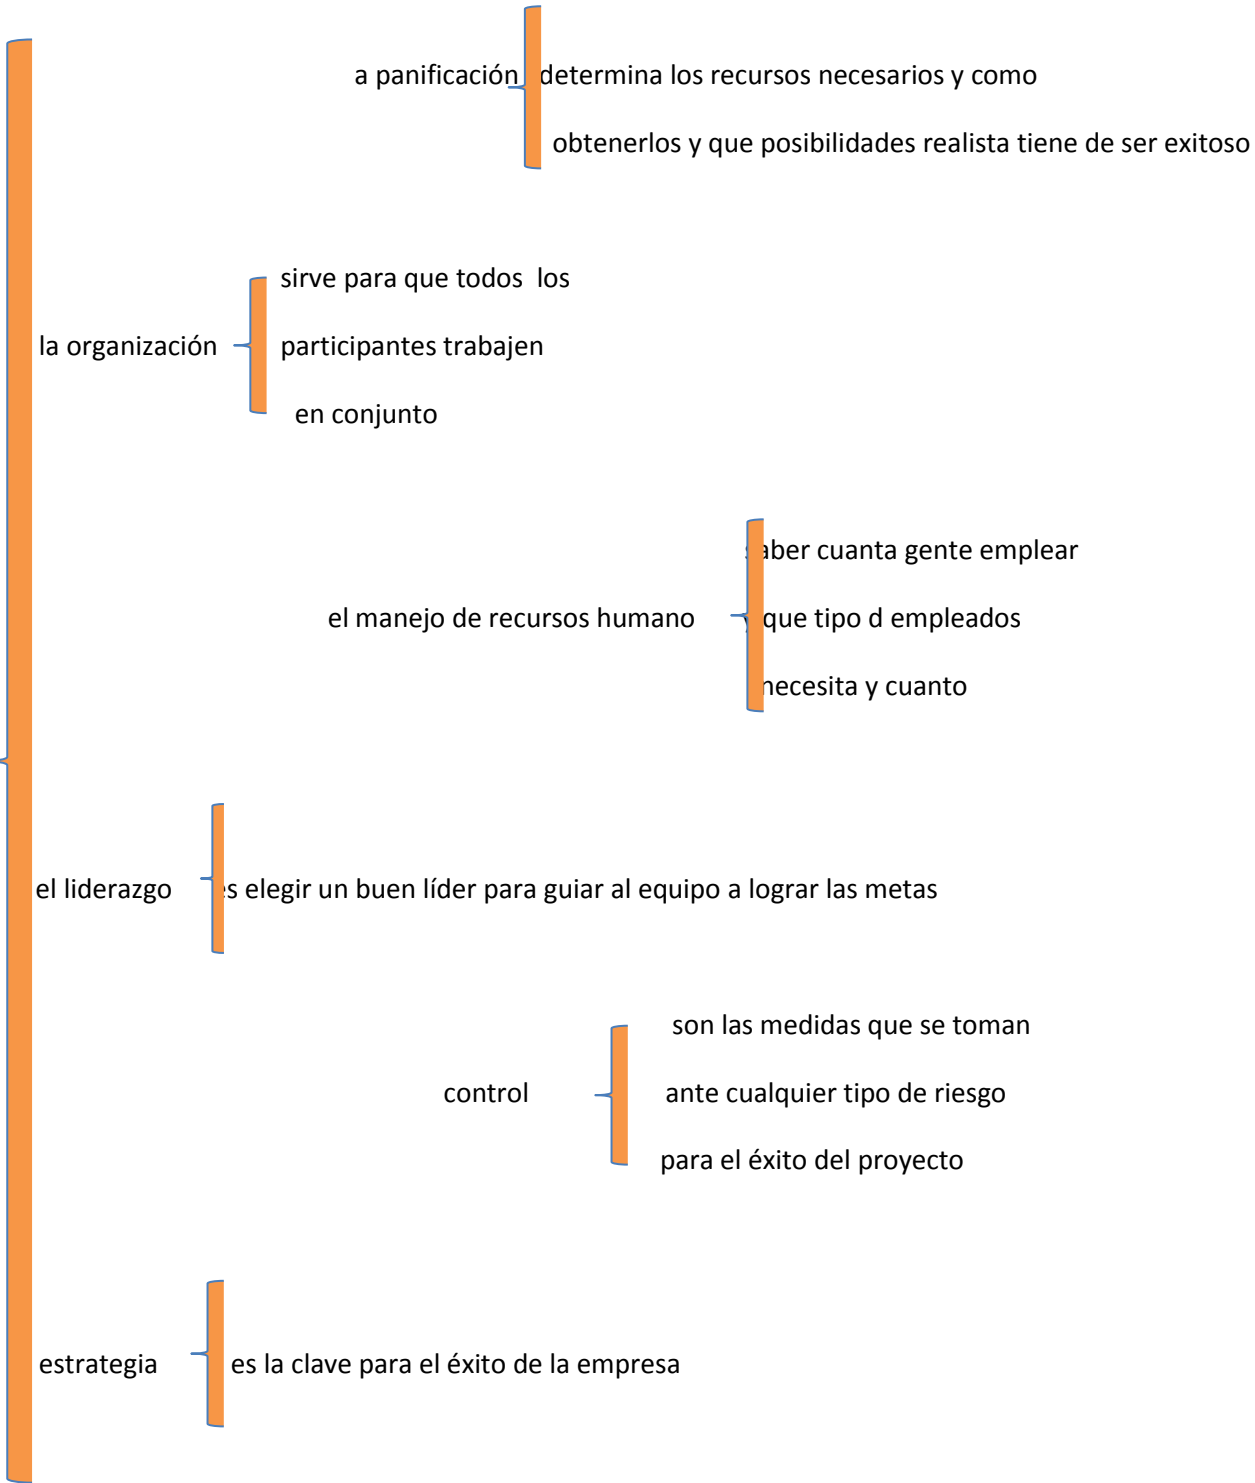 a panificación determina los recursos necesarios y como
obtenerlos y que posibilidades realista tiene de ser exitoso
sirve para que todos los
la organización participantes trabajen
en conjunto
saber cuanta gente emplear
el manejo de recursos humano y que tipo d empleados
necesita y cuanto
el liderazgo es elegir un buen líder para guiar al equipo a lograr las metas
son las medidas que se toman
control ante cualquier tipo de riesgo
para el éxito del proyecto
estrategia es la clave para el éxito de la empresa